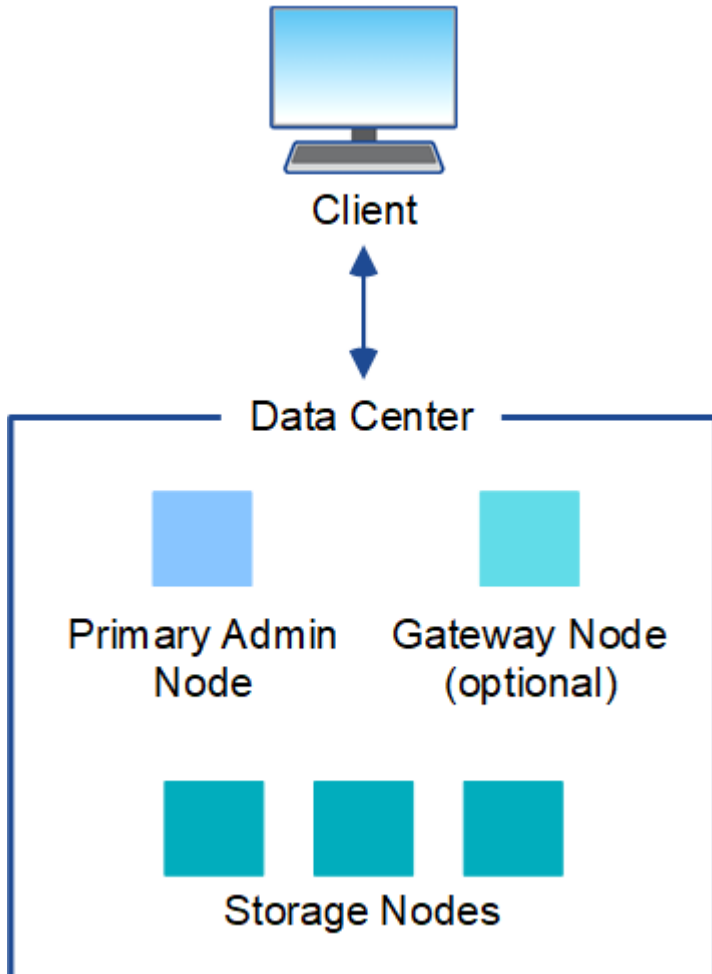 Client
Data Center
Primary Admin
Node
Gateway Node
(optional)
Storage Nodes